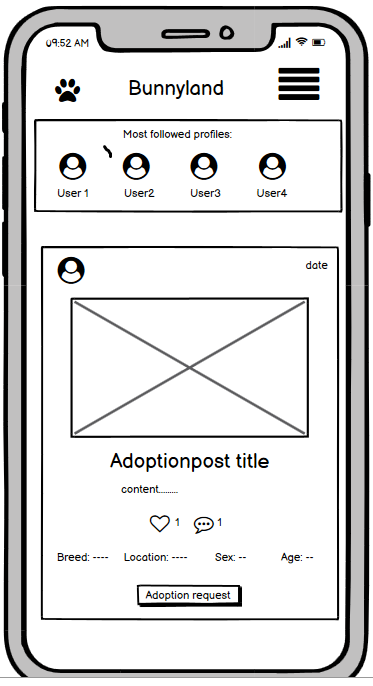 09:52 AM
Bunnyland
Most followed profiles:
User 1 User2 User3 User4
date
Adoptionpost title
content.........
1 1
Breed: ---- Location: ---- Sex: -- Age: --
Adoption request